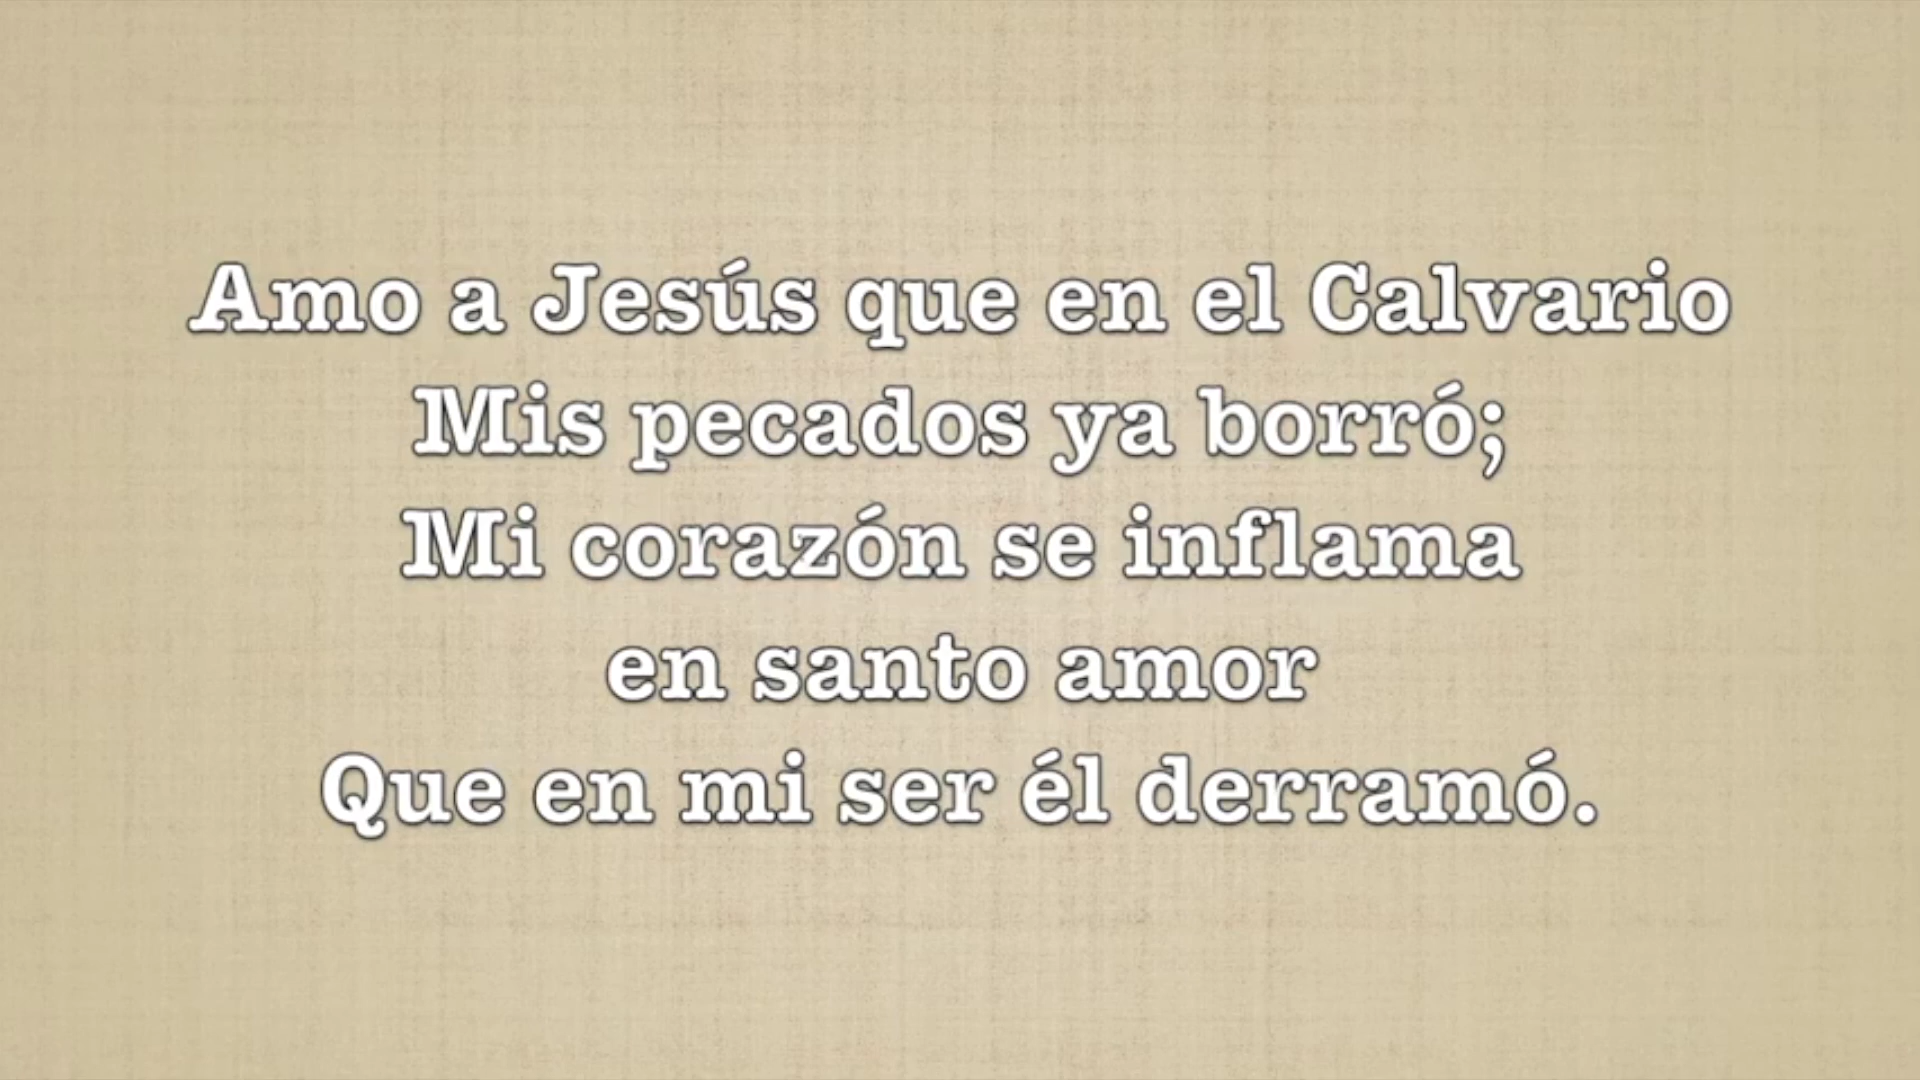 Amo a Jesús que en el Calvario
Mis pecados ya borró;
Mi corazón se inflama
en santo amor
Que en mi ser él derramó.